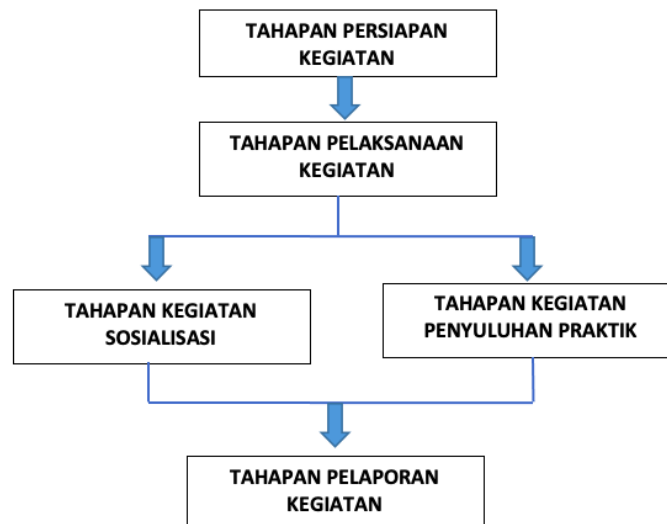 TAHAPAN PERSIAPAN
KEGIATAN
TAHAPAN PELAKSANAAN
KEGIATAN
TAHAPAN KEGIATAN
SOSIALISASI
TAHAPAN KEGIATAN
PENYULUHAN PRAKTIK
TAHAPAN PELAPORAN
KEGIATAN